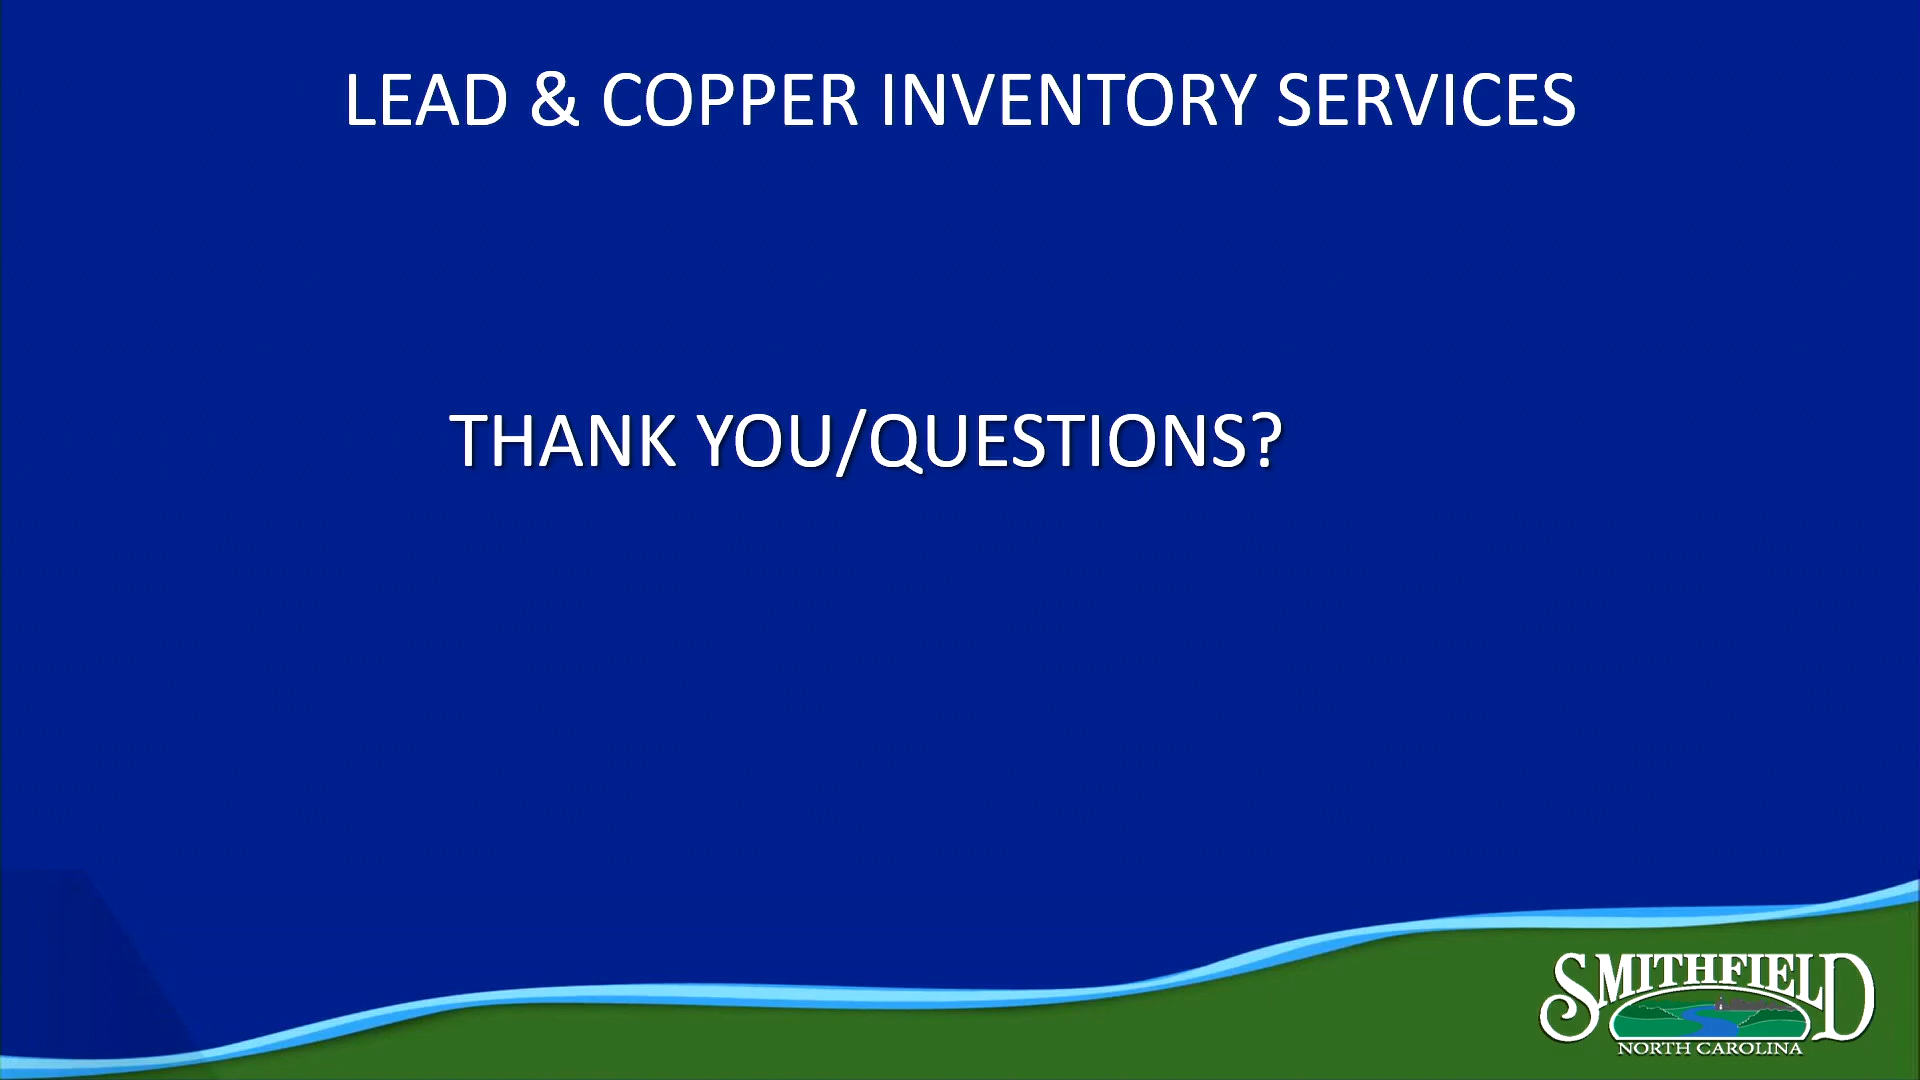 LEAD & COPPER INVENTORY SERVICES
THANK YOU/QUESTIONS?
SMITHFIELD
NORTH CAROLINA